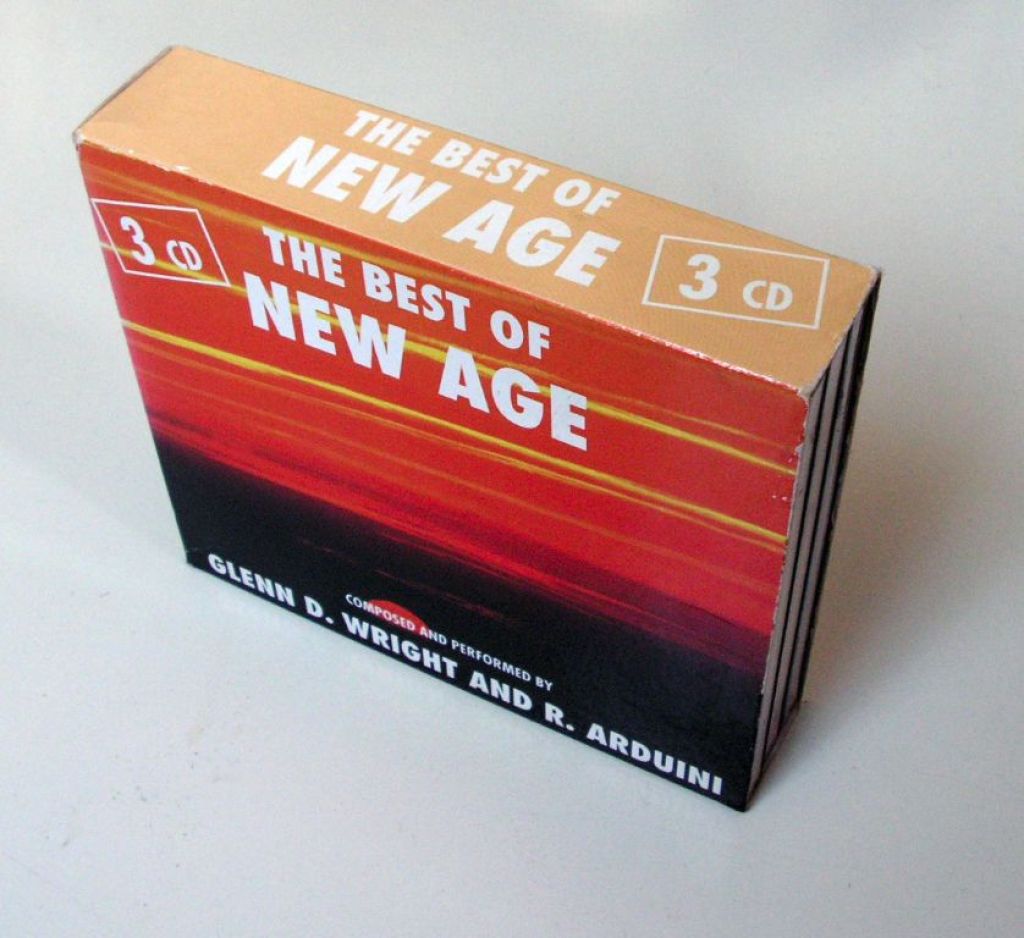 THE BEST OF
NEW AGE
3 CD
3 CD
THE BEST OF
NEW AGE
COMPOSED AND PERFORMED BY
GLENN D. WRIGHT AND R. ARDUINI